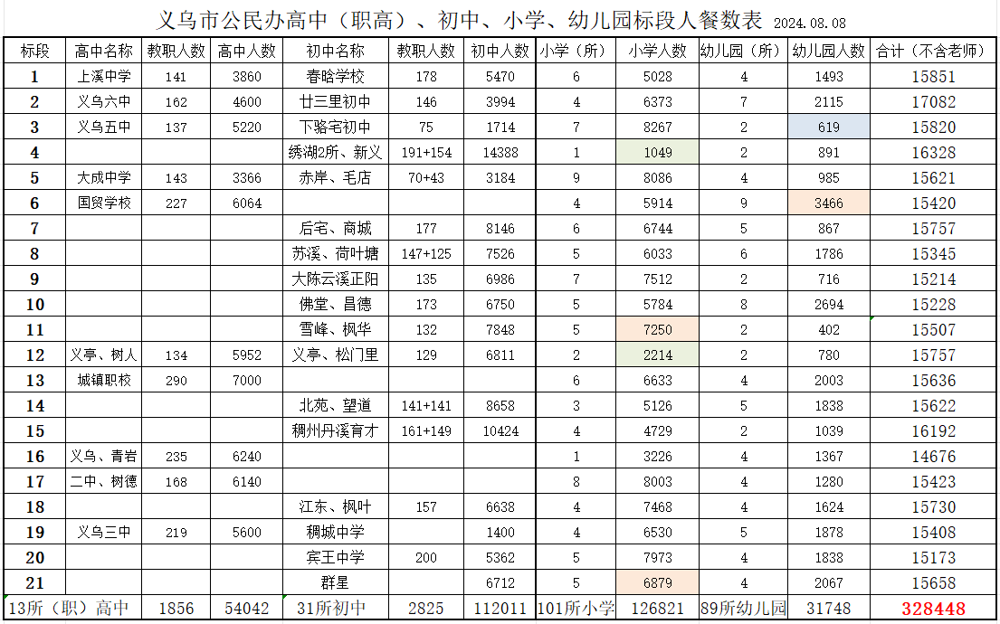 义乌市公民办高中（职高）、初中、小学、幼儿园标段人餐数表 2024.08.08
标段 高中名称 教职人数 高中人数 初中名称 教职人数 初中人数 小学（所） 小学人数 幼儿园（所） 幼儿园人数 合计（不含老师）
1 上溪中学 141 3860 春晗学校 178 5470 6 5028 4 1493 15851
2 义乌六中 162 4600 廿三里初中 146 3994 4 6373 7 2115 17082
3 义乌五中 137 5220 下骆宅初中 75 1714 7 8267 2 619 15820
4 绣湖2所、新义 191+154 14388 1 1049 2 891 16328
5 大成中学 143 3366 赤岸、毛店 70+43 3184 9 8086 4 985 15621
6 国贸学校 227 6064 4 5914 9 3466 15420
7 后宅、商城 177 8146 6 6744 5 867 15757
8 苏溪、荷叶塘 147+125 7526 5 6033 6 1786 15345
9 大陈云溪正阳 135 6986 7 7512 2 716 15214
10 佛堂、昌德 173 6750 5 5784 8 2694 15228
11 雪峰、枫华 132 7848 5 7250 2 402 15507
12 义亭、树人 134 5952 义亭、松门里 129 6811 2 2214 2 780 15757
13 城镇职校 290 7000 6 6633 4 2003 15636
14 北苑、望道 141+141 8658 3 5126 5 1838 15622
15 稠州丹溪育才 161+149 10424 4 4729 2 1039 16192
16 义乌、青岩 235 6240 1 3226 4 1367 14676
17 二中、树德 168 6140 8 8003 4 1280 15423
18 江东、枫叶 157 6638 4 7468 4 1624 15730
19 义乌三中 219 5600 稠城中学 1400 4 6530 5 1878 15408
20 宾王中学 200 5362 5 7973 4 1838 15173
21 群星 6712 5 6879 4 2067 15658
13所（职）高中 1856 54042 31所初中 2825 112011 101所小学 126821 89所幼儿园 31748 328448